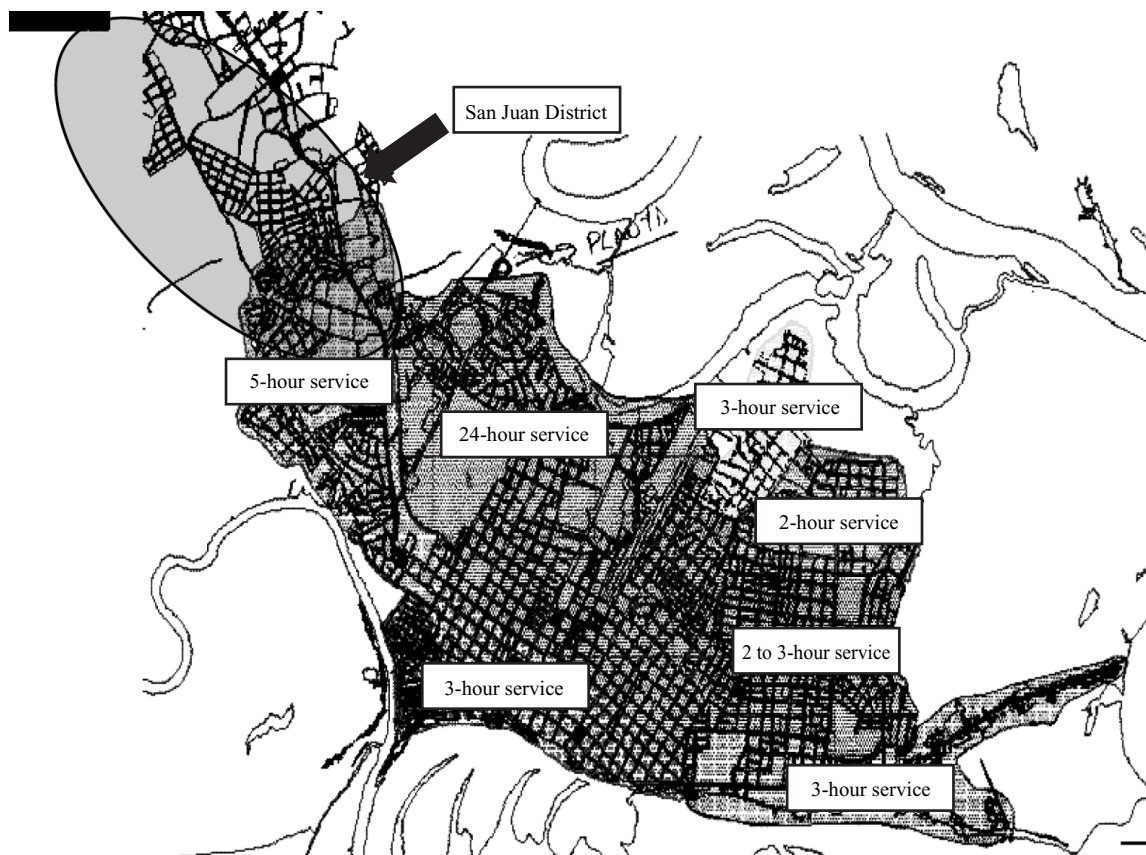 San Juan District
PLANTA
5-hour service
3-hour service
24-hour service
2-hour service
2 to 3-hour service
3-hour service
3-hour service